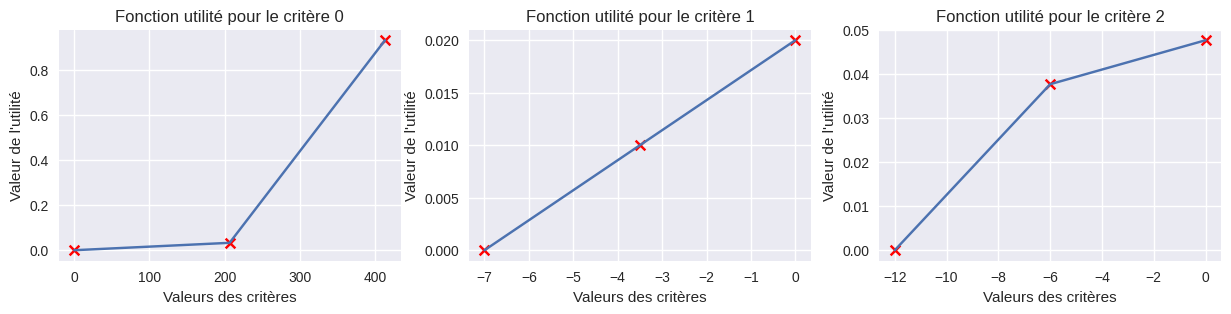 Fonction utilité pour le critère 0
Valeur de l'utilité
0.8
0.6
0.4
0.2
0.0
0 100 200 300 400
Valeurs des critères
Fonction utilité pour le critère 1
Valeur de l'utilité
0.020
0.015
0.010
0.005
0.000
−7 −6 −5 −4 −3 −2 −1 0
Valeurs des critères
Fonction utilité pour le critère 2
Valeur de l'utilité
0.05
0.04
0.03
0.02
0.01
0.00
−12 −10 −8 −6 −4 −2 0
Valeurs des critères